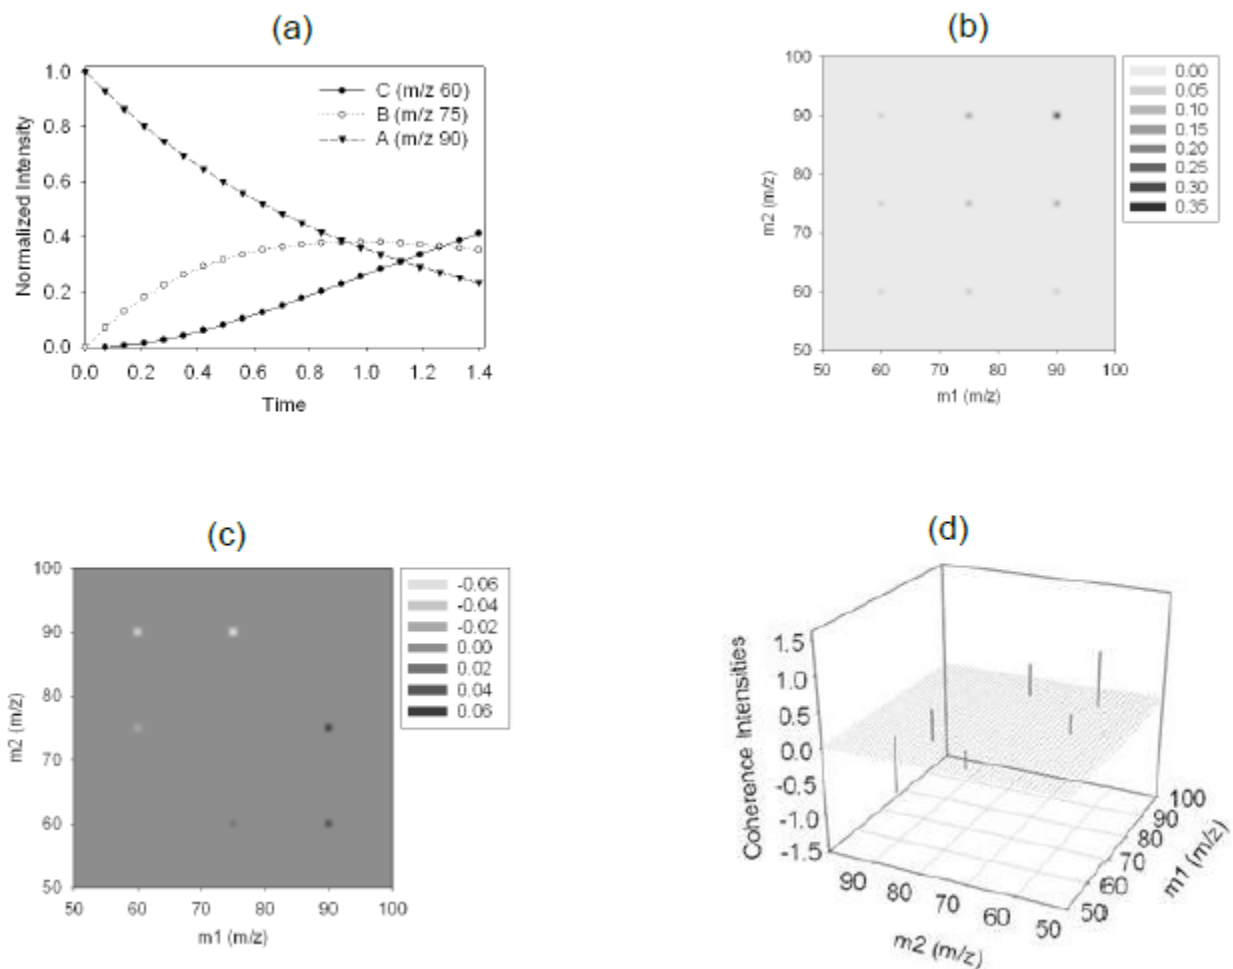 (a)
1.0
0.8
0.6
0.4
0.2
0.0
Normalized Intensity
C (m/z 60)
B (m/z 75)
A (m/z 90)
0.0 0.2 0.4 0.6 0.8 1.0 1.2 1.4
Time
(b)
100
90
80
70
60
50
m2 (m/z)
50 60 70 80 90 100
m1 (m/z)
0.00
0.05
0.10
0.15
0.20
0.25
0.30
0.35
(c)
100
90
80
70
60
50
m2 (m/z)
50 60 70 80 90 100
m1 (m/z)
-0.06
-0.04
-0.02
0.00
0.02
0.04
0.06
(d)
1.5
1.0
0.5
0.0
-0.5
-1.0
-1.5
Coherence Intensities
90 80 70 60 50
m2 (m/z)
100
90
80
70
60
50
m1 (m/z)